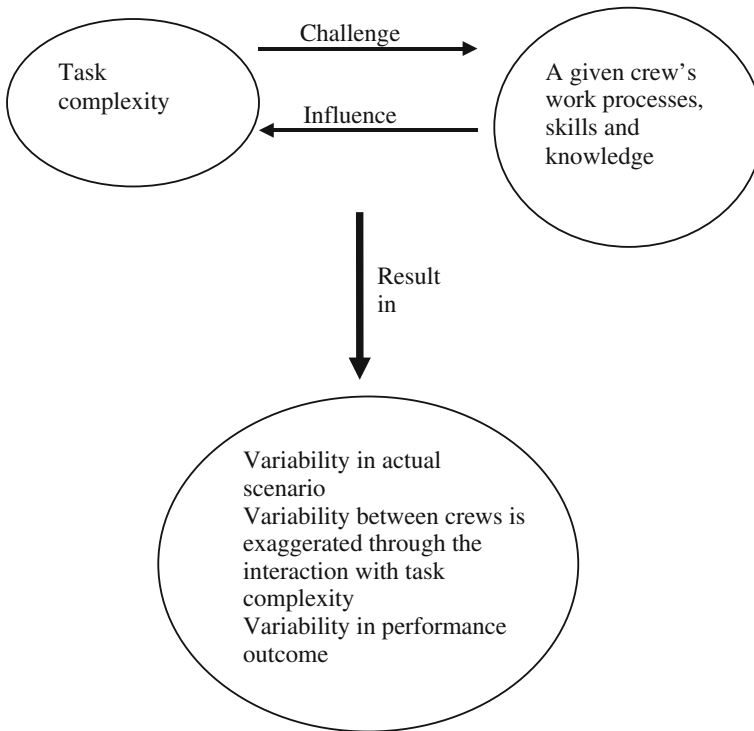 Challenge
Task
complexity
Influence
A given crew’s
work processes,
skills and
knowledge
Result
in
Variability in actual
scenario
Variability between crews is
exaggerated through the
interaction with task
complexity
Variability in performance
outcome